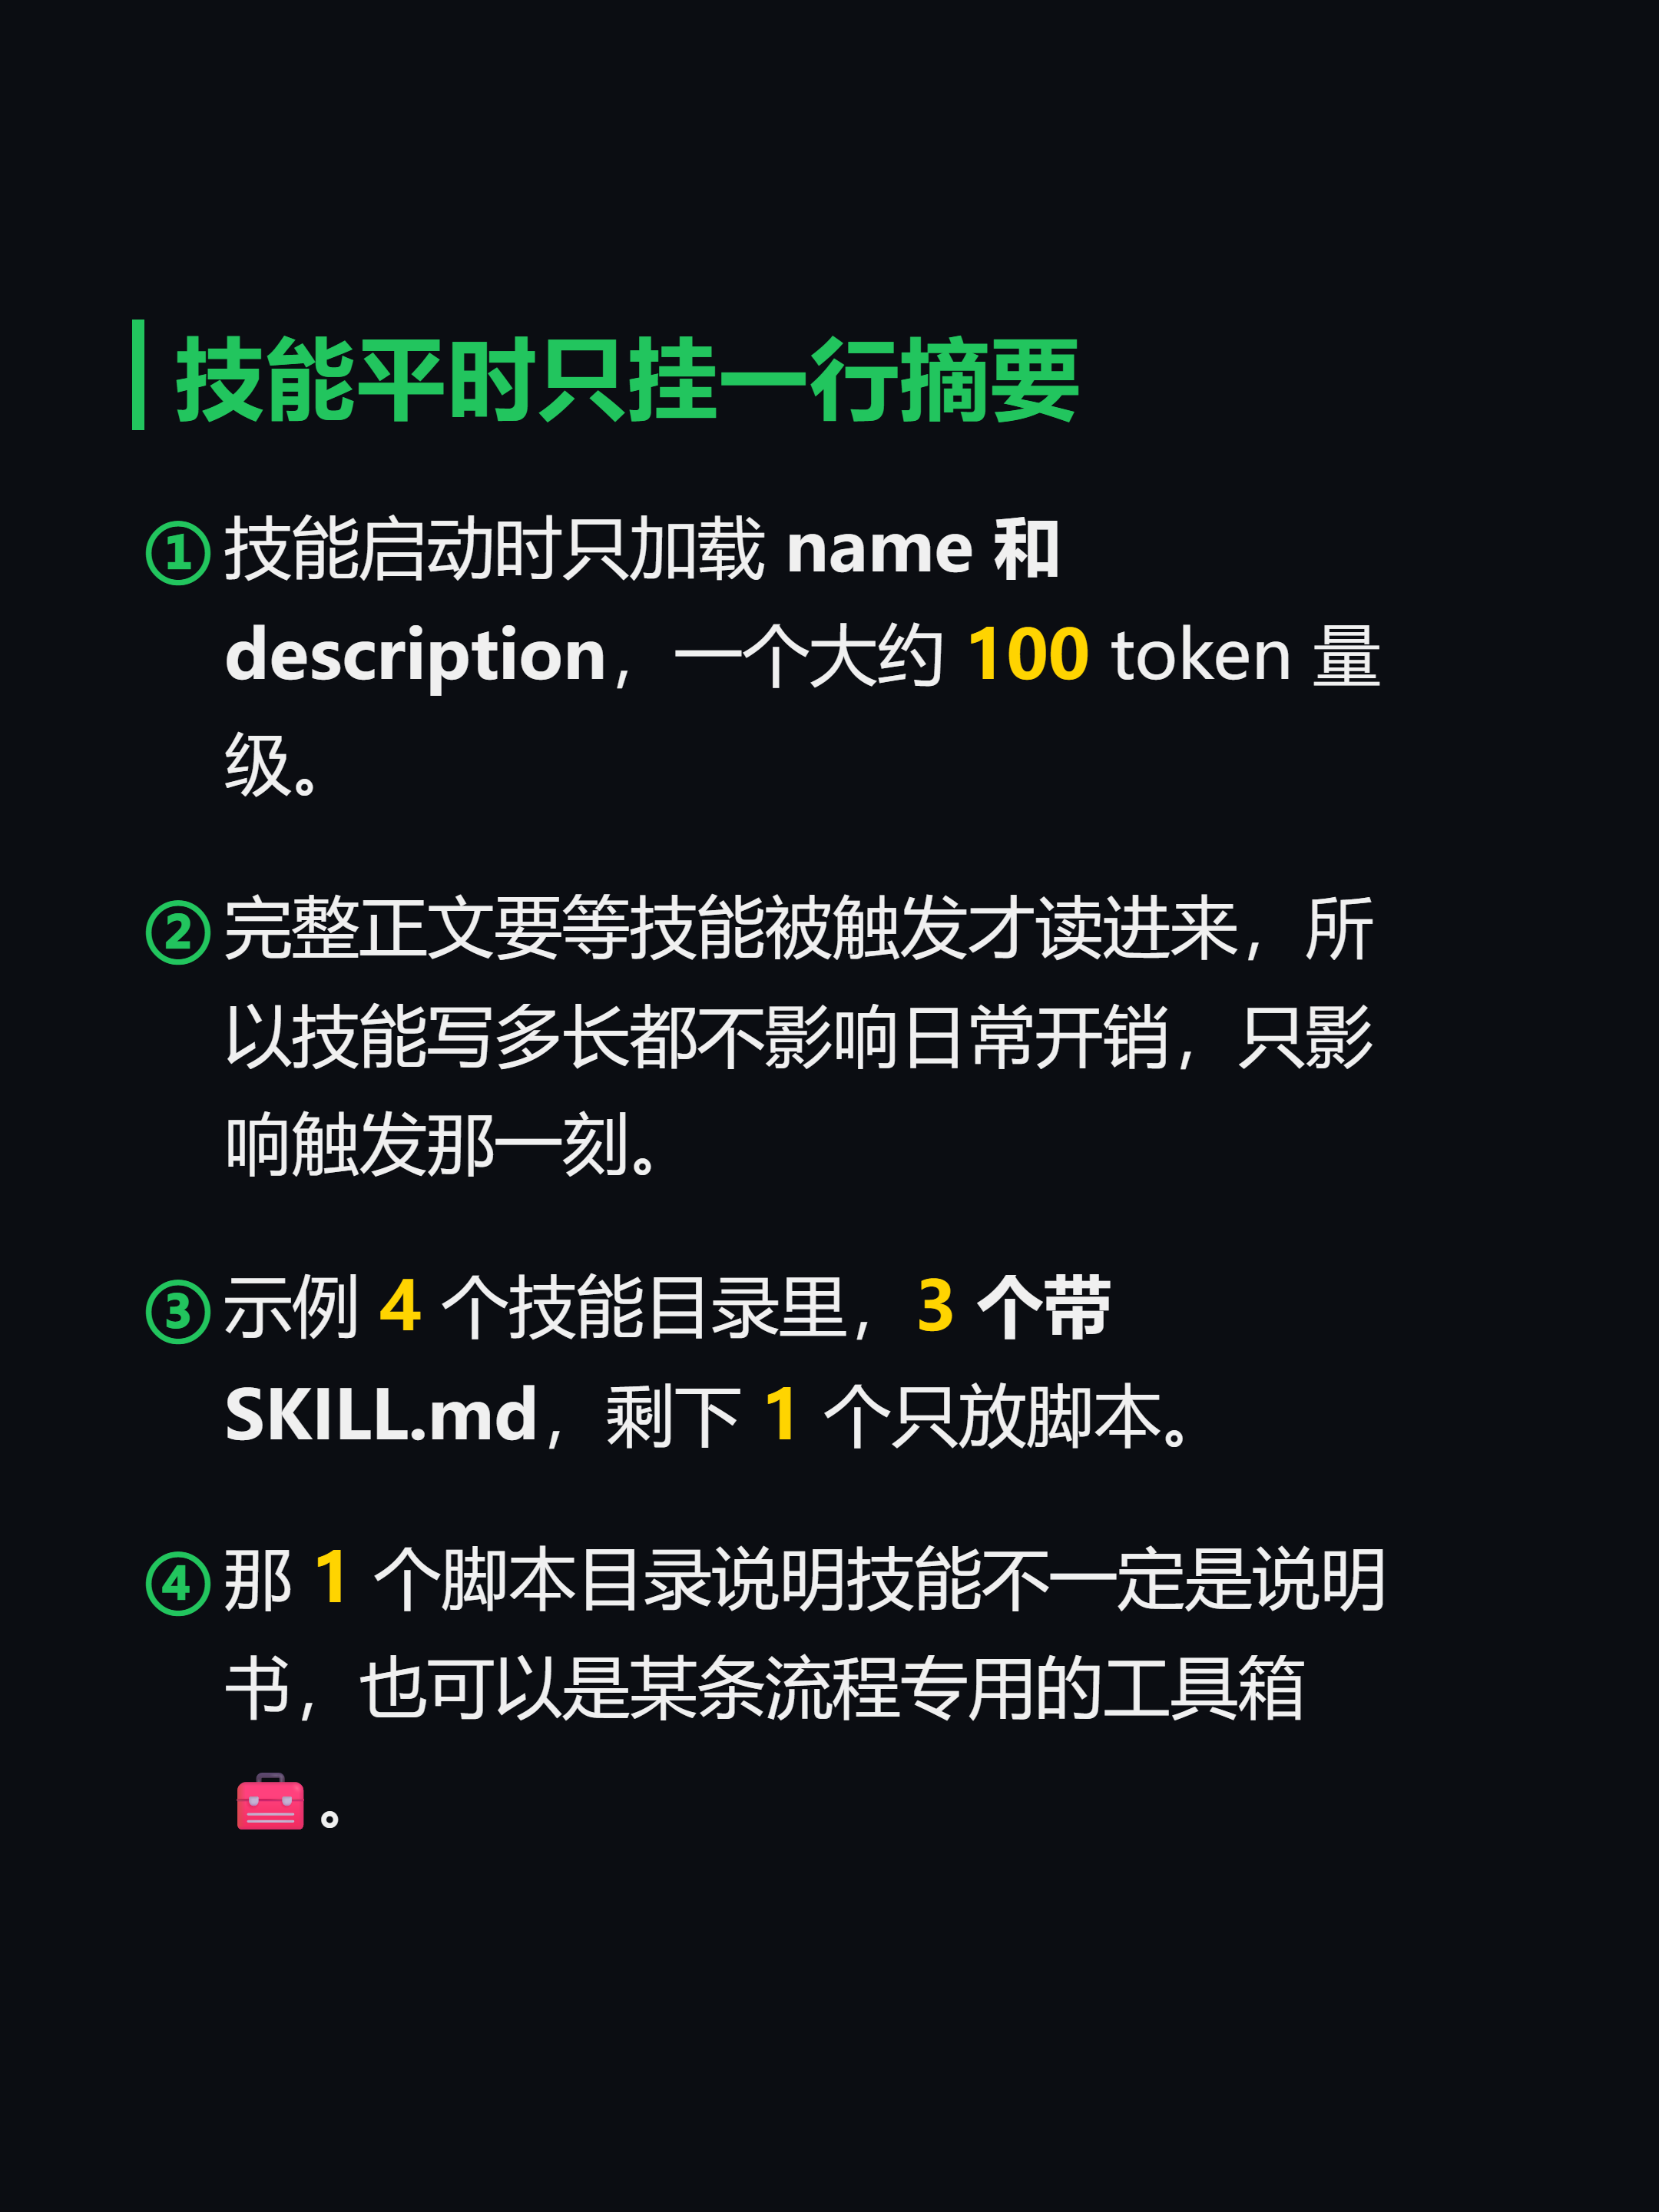 技能平时只挂一行摘要
① 技能启动时只加载 name 和
description，一个大约 100 token 量
级。
② 完整正文要等技能被触发才读进来，所
以技能写多长都不影响日常开销，只影
响触发那一刻。
③ 示例 4 个技能目录里，3 个带
SKILL.md，剩下 1 个只放脚本。
④ 那 1 个脚本目录说明技能不一定是说明
书，也可以是某条流程专用的工具箱
🧰。